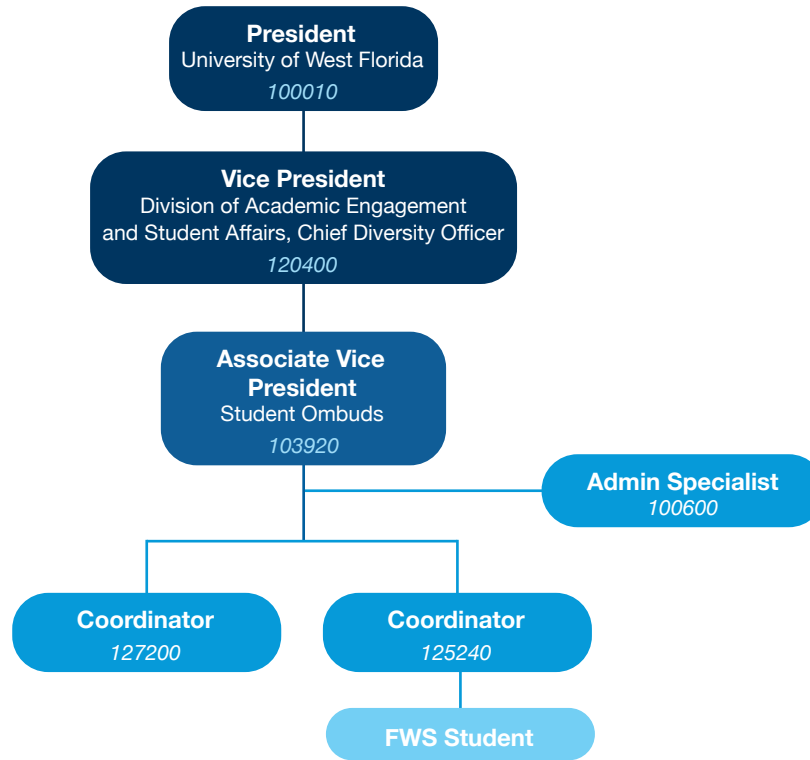 President
University of West Florida
100010
Vice President
Division of Academic Engagement
and Student Affairs, Chief Diversity Officer
120400
Associate Vice
President
Student Ombuds
103920
Admin Specialist
100600
Coordinator
127200
Coordinator
125240
FWS Student